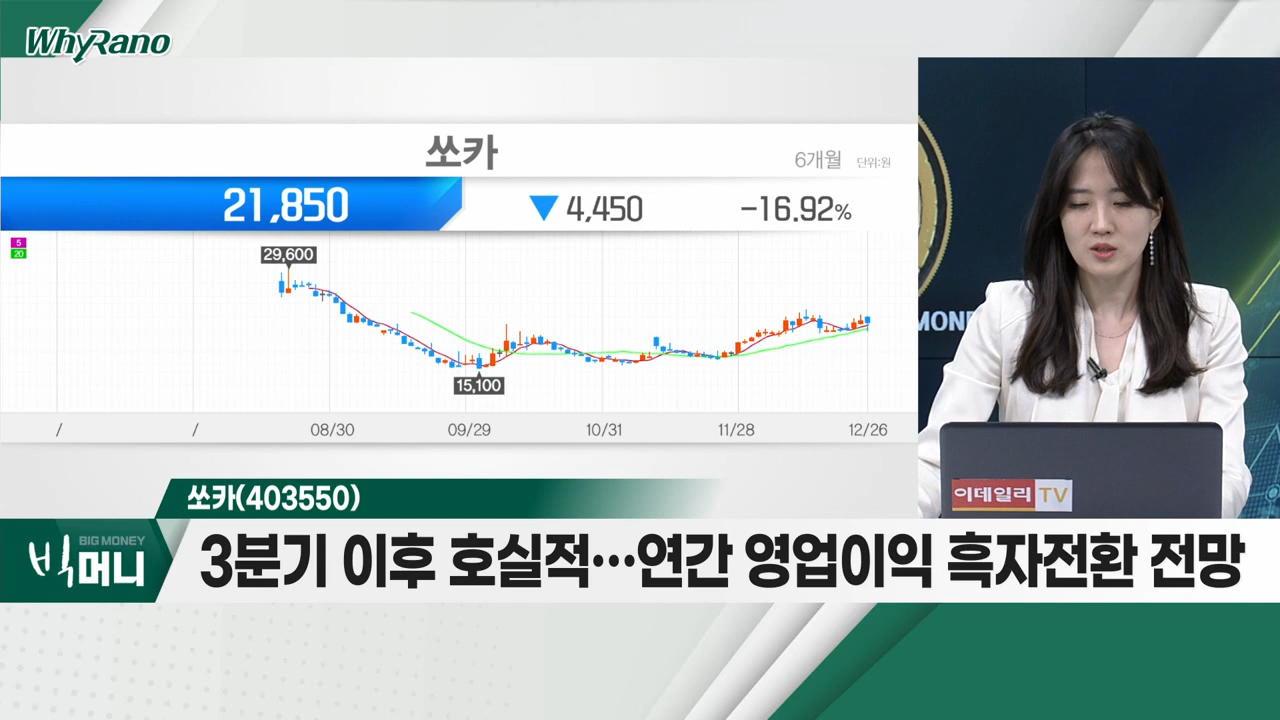 WhyRano
쏘카
6개월 단위:원
21,850 ▼ 4,450 -16.92%
5
20
29,600
15,100
/ / 08/30 09/29 10/31 11/28 12/26
MON
이데일리 TV
쏘카(403550)
BIG MONEY
빅머니
3분기 이후 호실적…연간 영업이익 흑자전환 전망